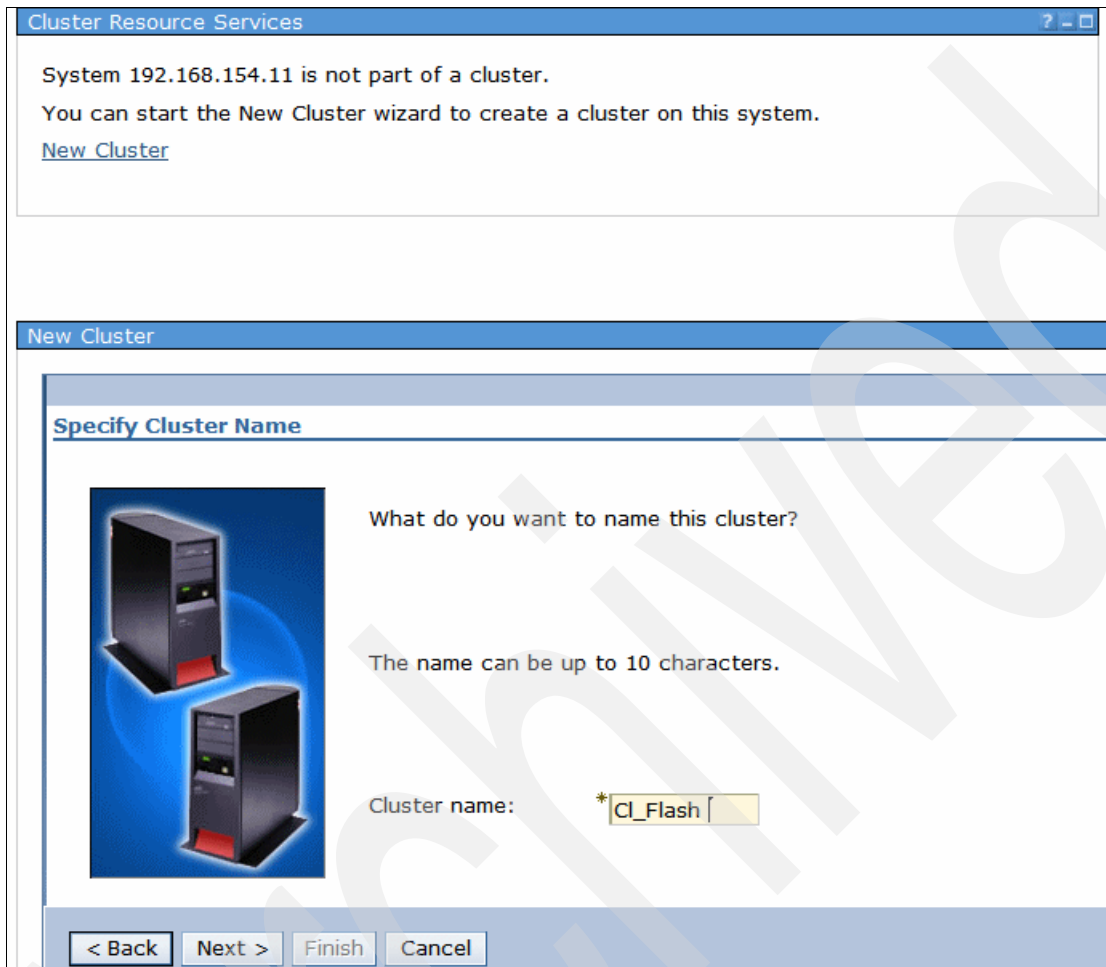 Cluster Resource Services
System 192.168.154.11 is not part of a cluster.
You can start the New Cluster wizard to create a cluster on this system.
New Cluster
New Cluster
Specify Cluster Name
What do you want to name this cluster?
The name can be up to 10 characters.
Cluster name: *Cl_Flash
< Back Next > Finish Cancel